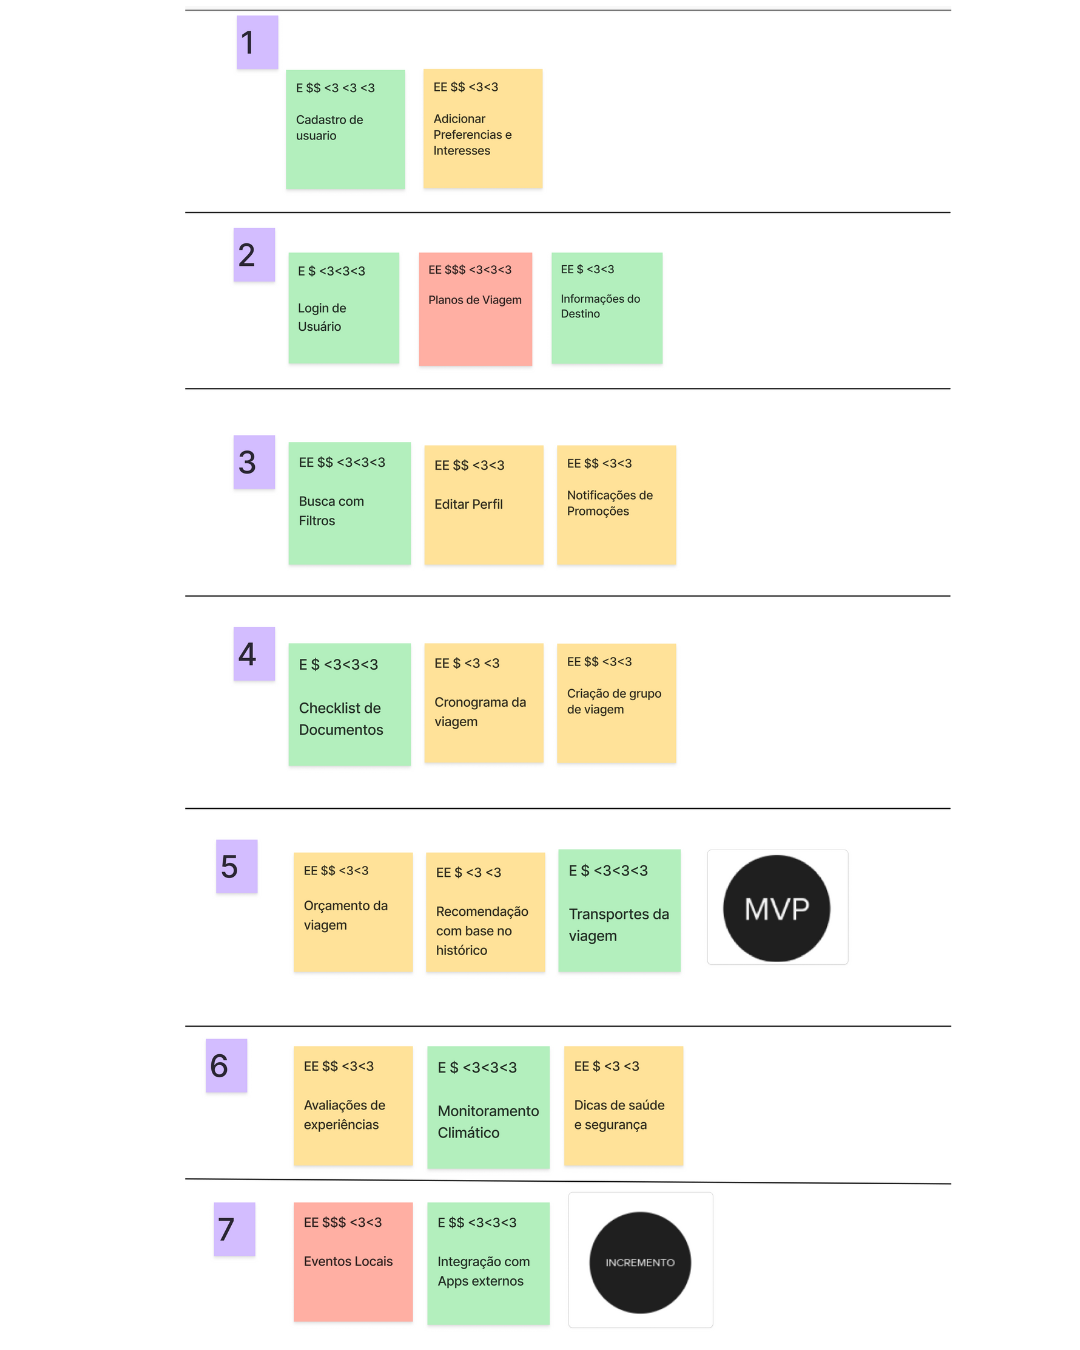 1
E $$ <3 <3 <3
Cadastro de
usuario
EE $$ <3<3
Adicionar
Preferencias e
Interesses
2
E $ <3<3<3
Login de
Usuário
EE $$$ <3<3<3
Planos de Viagem
EE $ <3<3
Informações do
Destino
3
EE $$ <3<3<3
Busca com
Filtros
EE $$ <3<3
Editar Perfil
EE $$ <3<3
Notificações de
Promoções
4
E $ <3<3<3
Checklist de
Documentos
EE $ <3 <3
Cronograma da
viagem
EE $$ <3<3
Criação de grupo
de viagem
5
EE $$ <3<3
Orçamento da
viagem
EE $ <3 <3
Recomendação
com base no
histórico
E $ <3<3<3
Transportes da
viagem
MVP
6
EE $$ <3<3
Avaliações de
experiências
E $ <3<3<3
Monitoramento
Climático
EE $ <3 <3
Dicas de saúde
e segurança
7
EE $$$ <3<3
Eventos Locais
E $$ <3<3<3
Integração com
Apps externos
INCREMENTO